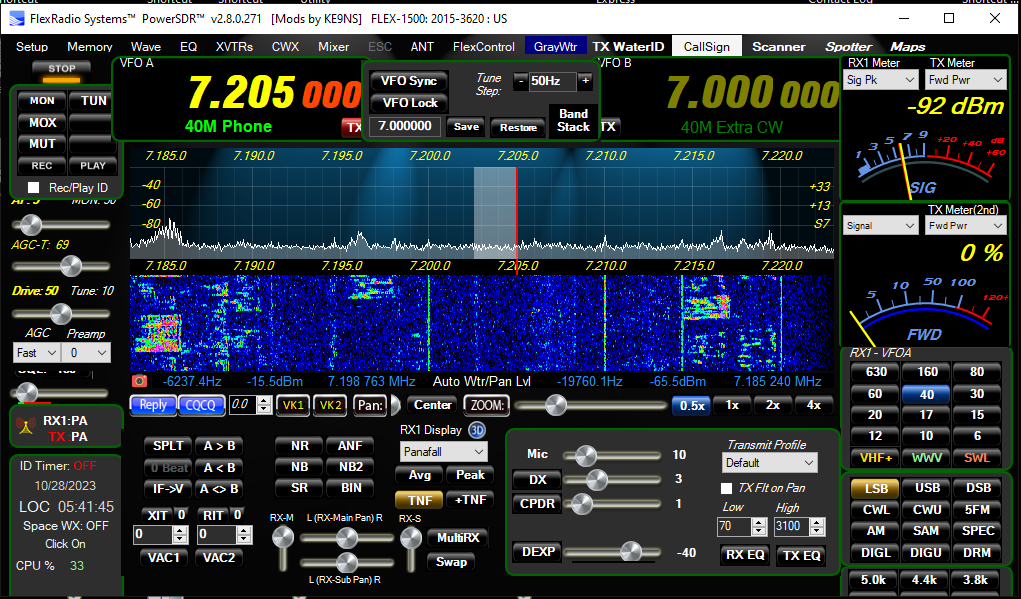 FlexRadio Systems™ PowerSDR™ v2.8.0.271 [Mods by KE9NS] FLEX-1500: 2015-3620 : US
Setup Memory Wave EQ XVTRs CWX Mixer ESC ANT FlexControl GrayWtr TX WaterID CallSign Scanner Spotter Maps
STOP
MON TUN
MOX
MUT
REC PLAY
Rec/Play ID
VFO A
7.205 000
40M Phone TX
VFO Sync
VFO Lock
7.000000 Save Restore
Tune Step: - 50Hz +
Band Stack
VFO B
7.000 000
TX 40M Extra CW
RX1 Meter TX Meter
Sig Pk Fwd Pwr
-92 dBm
1 3 5 7 9 +20 +40 dB +60
SIG
TX Meter(2nd)
Signal Fwd Pwr
0 %
5 10 50 100 120+
FWD
AGC-T: 69
Drive: 50 Tune: 10
AGC Preamp
Fast 0
7.185.0 7.190.0 7.195.0 7.200.0 7.205.0 7.210.0 7.215.0 7.220.0
-40 +33
-60 +13
-80 S7
7.185.0 7.190.0 7.195.0 7.200.0 7.205.0 7.210.0 7.215.0 7.220.0
-6237.4Hz -15.5dBm 7.198 763 MHz Auto Wtr/Pan Lvl -19760.1Hz -65.5dBm 7.185 240 MHz
Reply CQCQ 0.0 VK1 VK2 Pan: Center ZOOM: 0.5x 1x 2x 4x
RX1:PA
TX:PA
ID Timer: OFF
10/28/2023
LOC 05:41:45
Space WX: OFF
Click On
CPU % 33
SPLT A > B
0 Beat A < B
IF->V A <> B
XIT 0 RIT 0
0 0
VAC1 VAC2
NR ANF
NB NB2
SR BIN
RX1 Display 3D
Panafall
Avg Peak
TNF +TNF
RX-M L (RX-Main Pan) R RX-S
MultiRX
Swap
L (RX-Sub Pan) R
Mic 10
DX 3
CPDR 1
DEXP -40
Transmit Profile
Default
TX Flt on Pan
Low High
70 3100
RX EQ TX EQ
RX1 - VFOA
630 160 80
60 40 30
20 17 15
12 10 6
VHF+ WWV SWL
LSB USB DSB
CWL CWU 5FM
AM SAM SPEC
DIGL DIGU DRM
5.0k 4.4k 3.8k